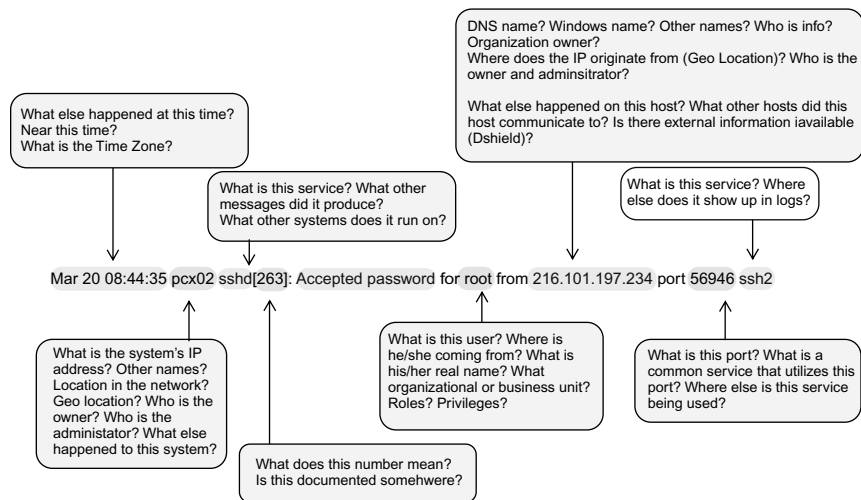 DNS name? Windows name? Other names? Who is info?
Organization owner?
Where does the IP originate from (Geo Location)? Who is the
owner and adminsitrator?
What else happened on this host? What other hosts did this
host communicate to? Is there external information iavailable
(Dshield)?
What else happened at this time?
Near this time?
What is the Time Zone?
What is this service? What other
messages did it produce?
What other systems does it run on?
What is this service? Where
else does it show up in logs?
Mar 20 08:44:35 pcx02 sshd[263]: Accepted password for root from 216.101.197.234 port 56946 ssh2
What is the system's IP
address? Other names?
Location in the network?
Geo location? Who is the
owner? Who is the
administator? What else
happened to this system?
What is this user? Where is
he/she coming from? What is
his/her real name? What
organizational or business unit?
Roles? Privileges?
What is this port? What is a
common service that utilizes this
port? Where else is this service
being used?
What does this number mean?
Is this documented somehwere?